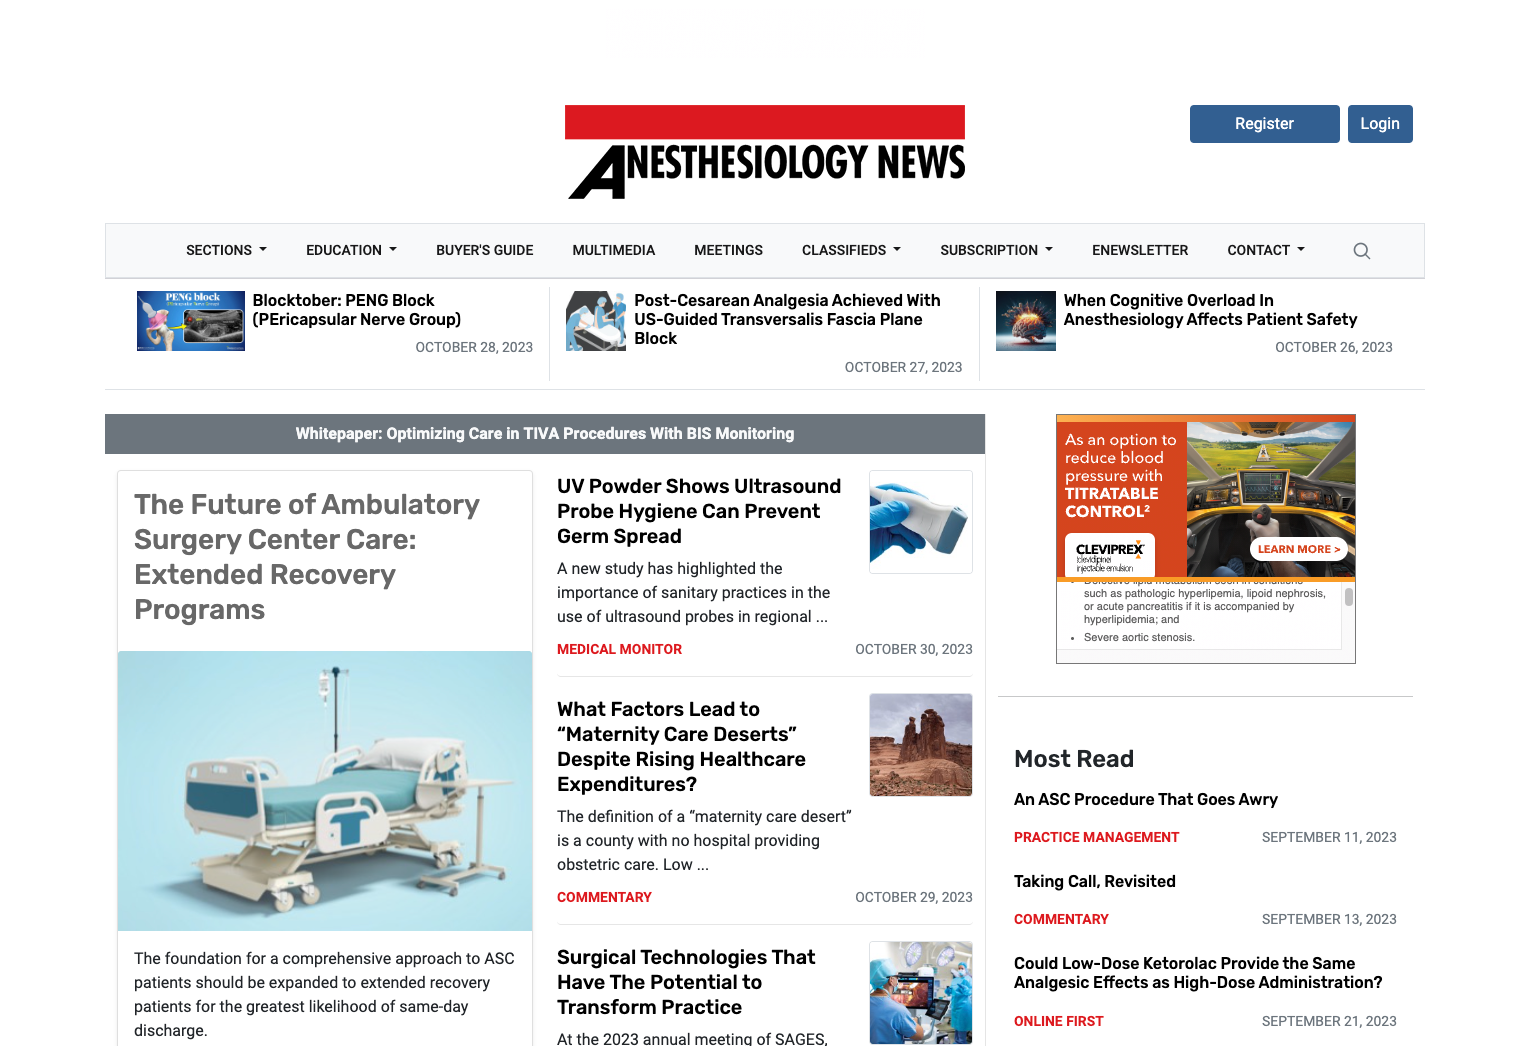 ANESTHESIOLOGY NEWS
Register
Login
SECTIONS
EDUCATION
BUYER'S GUIDE
MULTIMEDIA
MEETINGS
CLASSIFIEDS
SUBSCRIPTION
ENEWSLETTER
CONTACT
PENG block
Blocktober: PENG Block
(PEricapsular Nerve Group)
OCTOBER 28, 2023
Post-Cesarean Analgesia Achieved With
US-Guided Transversalis Fascia Plane
Block
OCTOBER 27, 2023
When Cognitive Overload In
Anesthesiology Affects Patient Safety
OCTOBER 26, 2023
Whitepaper: Optimizing Care in TIVA Procedures With BIS Monitoring
The Future of Ambulatory
Surgery Center Care:
Extended Recovery
Programs
The foundation for a comprehensive approach to ASC
patients should be expanded to extended recovery
patients for the greatest likelihood of same-day
discharge.
UV Powder Shows Ultrasound
Probe Hygiene Can Prevent
Germ Spread
A new study has highlighted the
importance of sanitary practices in the
use of ultrasound probes in regional ...
MEDICAL MONITOR
OCTOBER 30, 2023
What Factors Lead to
“Maternity Care Deserts”
Despite Rising Healthcare
Expenditures?
The definition of a “maternity care desert”
is a county with no hospital providing
obstetric care. Low ...
COMMENTARY
OCTOBER 29, 2023
Surgical Technologies That
Have The Potential to
Transform Practice
At the 2023 annual meeting of SAGES,
As an option to
reduce blood
pressure with
TITRATABLE
CONTROL²
CLEVIPREX
(clevidipine)
injectable emulsion
LEARN MORE >
Defective lipid metabolism seen in conditions
such as pathologic hyperlipemia, lipoid nephrosis,
or acute pancreatitis if it is accompanied by
hyperlipidemia; and
• Severe aortic stenosis.
Most Read
An ASC Procedure That Goes Awry
PRACTICE MANAGEMENT
SEPTEMBER 11, 2023
Taking Call, Revisited
COMMENTARY
SEPTEMBER 13, 2023
Could Low-Dose Ketorolac Provide the Same
Analgesic Effects as High-Dose Administration?
ONLINE FIRST
SEPTEMBER 21, 2023